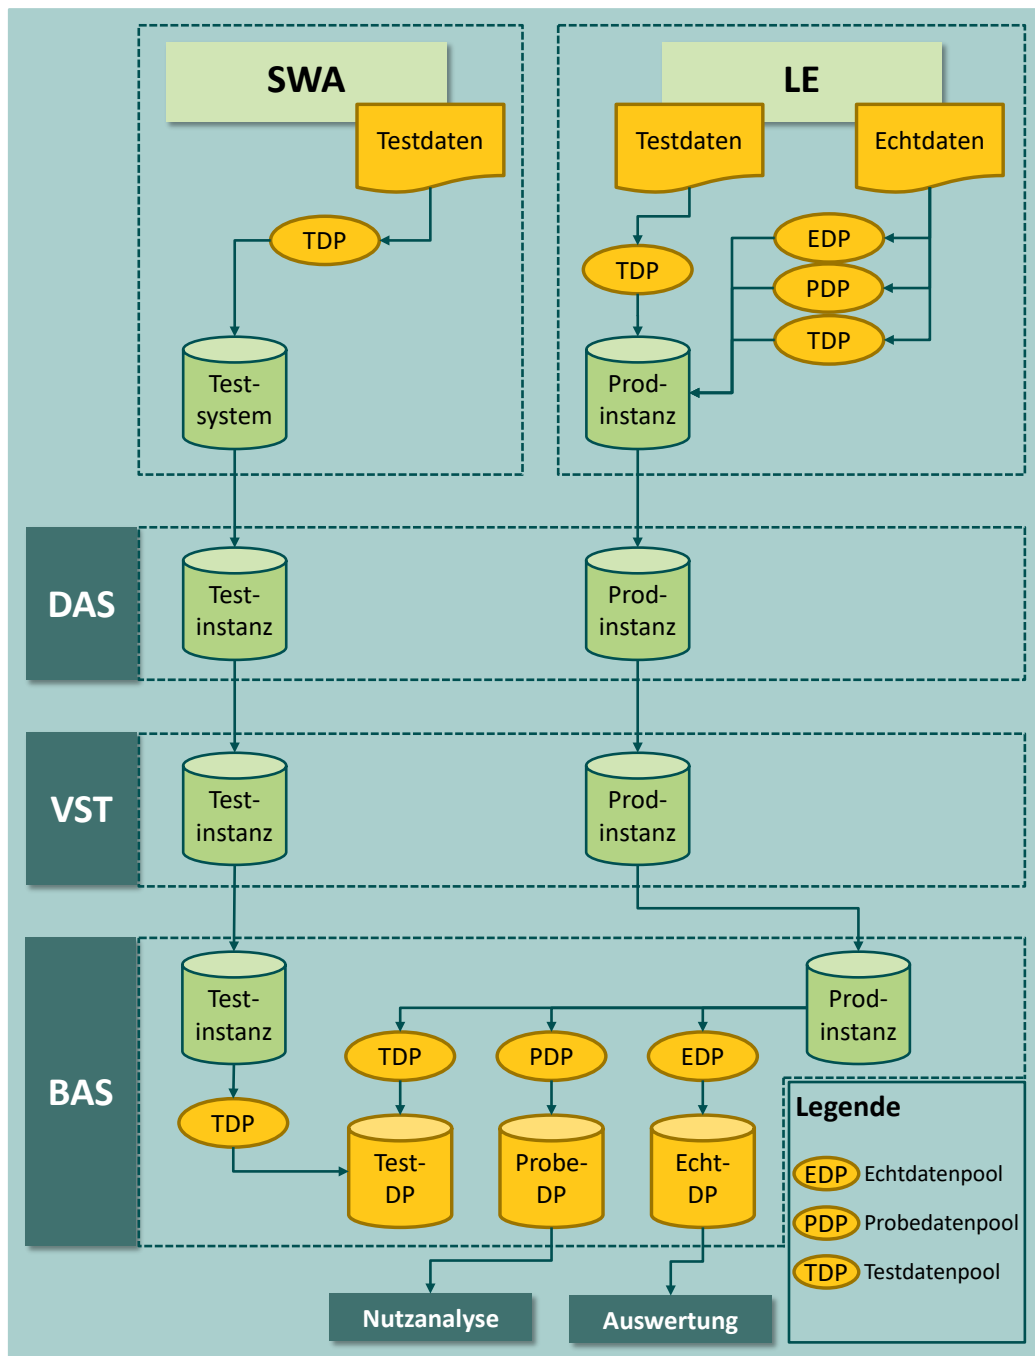 SWA
Testdaten
TDP
Test-
system
LE
Testdaten
Echtdaten
TDP
EDP
PDP
TDP
Prod-
instanz
DAS
Test-
instanz
Prod-
instanz
VST
Test-
instanz
Prod-
instanz
BAS
Test-
instanz
Prod-
instanz
TDP
PDP
EDP
TDP
Test-
DP
Probe-
DP
Echt-
DP
Nutzanalyse
Auswertung
Legende
EDP Echtdatenpool
PDP Probedatenpool
TDP Testdatenpool